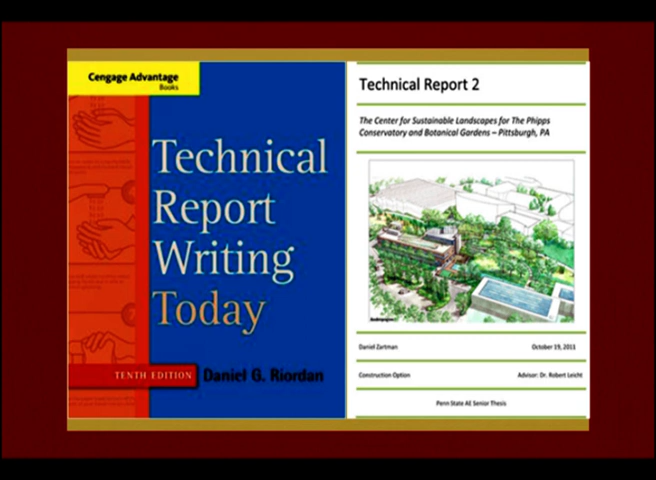 Cengage Advantage
Books
Technical
Report
Writing
Today
TENTH EDITION
Daniel G. Riordan
Technical Report 2
The Center for Sustainable Landscapes for The Phipps
Conservatory and Botanical Gardens – Pittsburgh, PA
Daniel Zartman
October 19, 2011
Construction Option
Advisor: Dr. Robert Leicht
Penn State AE Senior Thesis